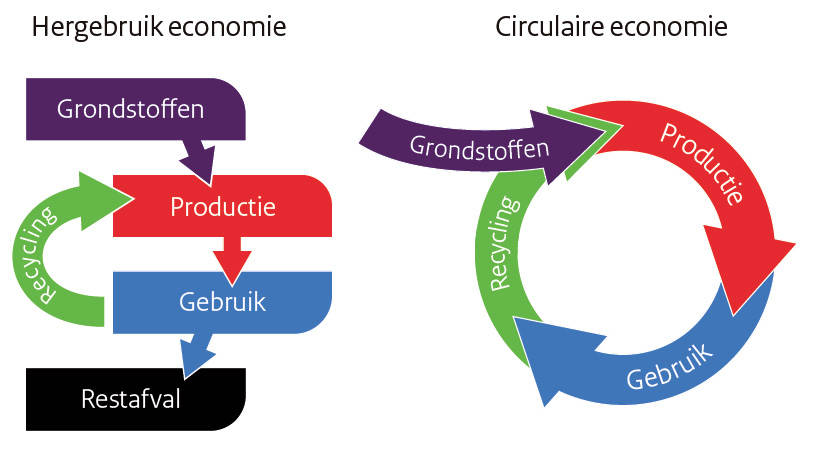 Hergebruik economie
Grondstoffen
Productie
Recycling
Gebruik
Restafval
Circulaire economie
Grondstoffen
Productie
Recycling
Gebruik